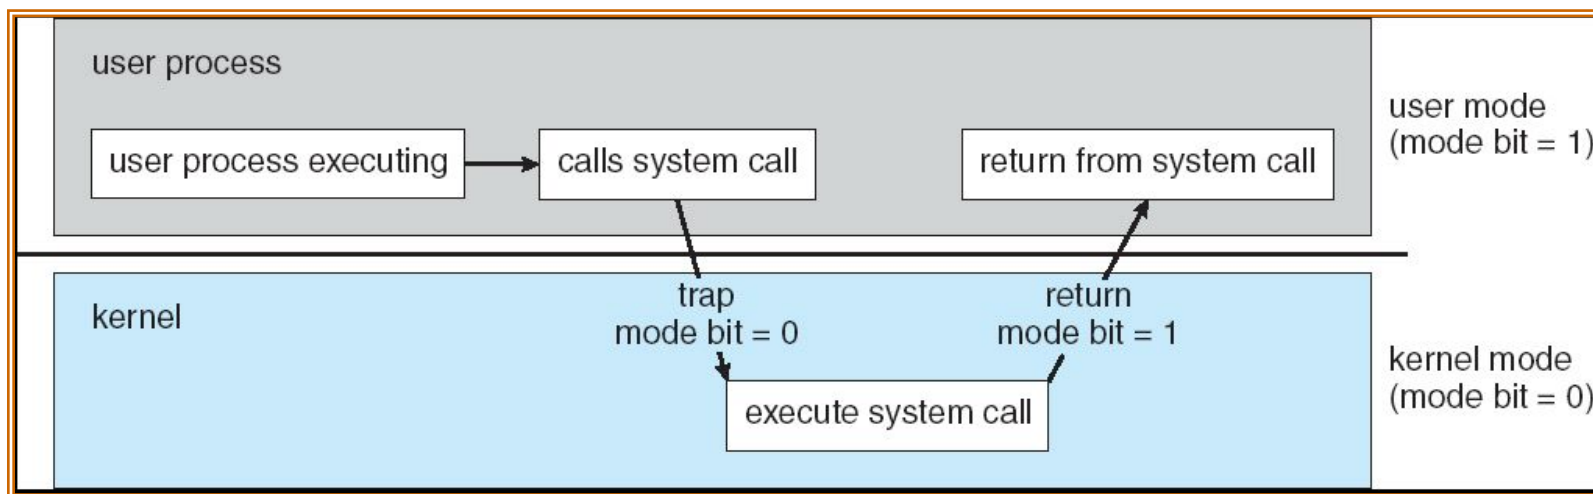 user process
user process executing
calls system call
return from system call
user mode
(mode bit = 1)
kernel
trap
mode bit = 0
return
mode bit = 1
execute system call
kernel mode
(mode bit = 0)